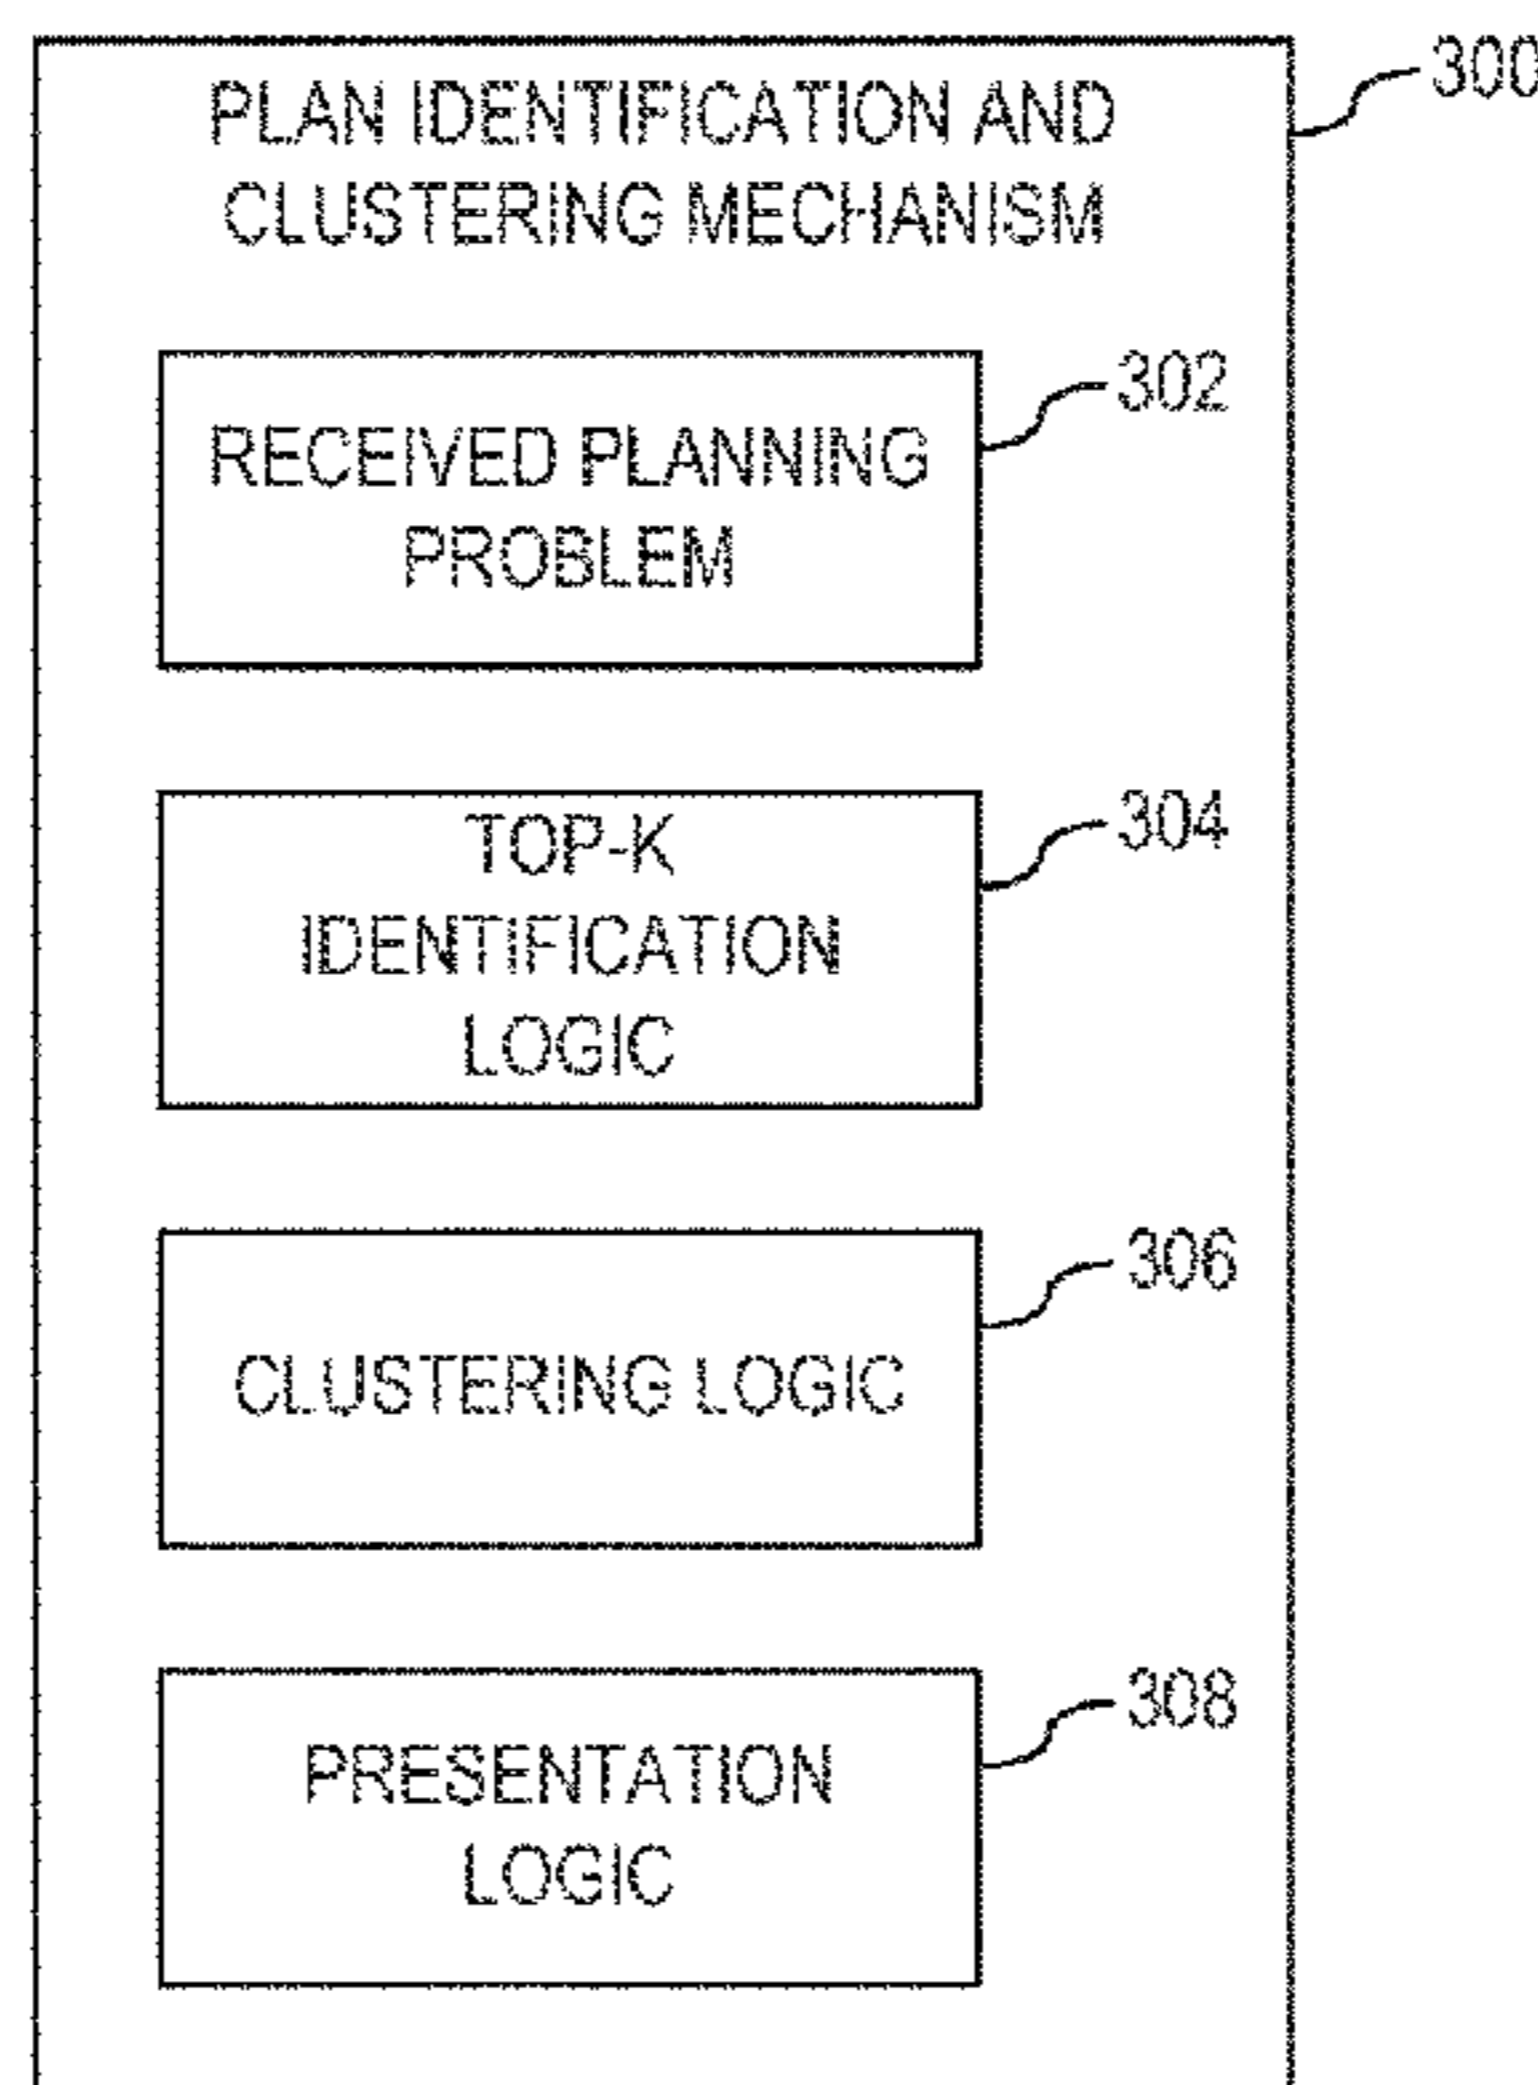 300
PLAN IDENTIFICATION AND
CLUSTERING MECHANISM
302
RECEIVED PLANNING
PROBLEM
304
TOP-K
IDENTIFICATION
LOGIC
306
CLUSTERING LOGIC
308
PRESENTATION
LOGIC